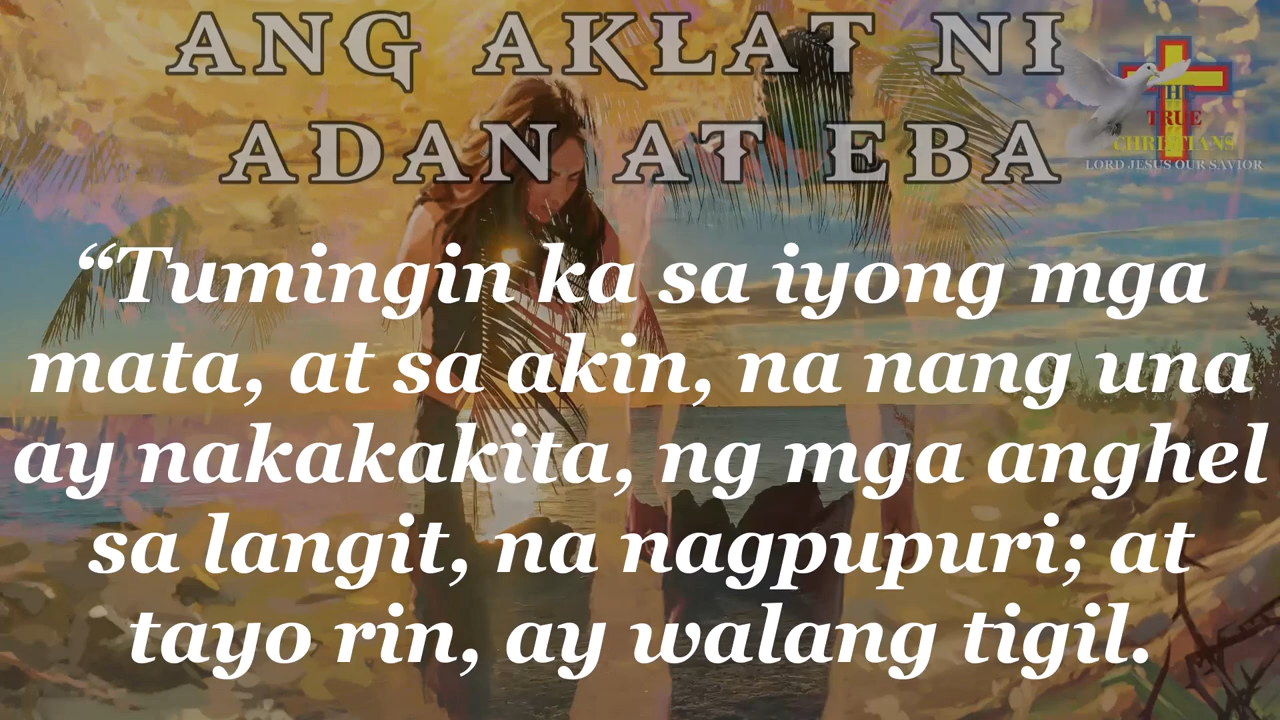 ANG AKLAT NI
ADAN AT EBA
THE
TRUE
CHRISTIANS
LORD JESUS OUR SAVIOR
“Tumingin ka sa iyong mga
mata, at sa akin, na nang una
ay nakakakita, ng mga anghel
sa langit, na nagpupuri; at
tayo rin, ay walang tigil.